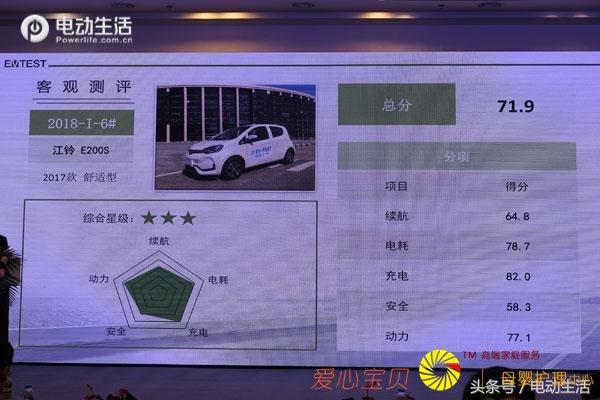 电动生活
Powerlife.com.cn
EV-TEST
客观测评
2018-I-6#
江铃 E200S
2017款 舒适型
总分
71.9
分项
项目 得分
续航 64.8
电耗 78.7
充电 82.0
安全 58.3
动力 77.1
综合星级：★★★
续航
动力
电耗
安全
充电
爱心宝贝
TM 高端家庭服务
母婴护理中心
头条号 / 电动生活